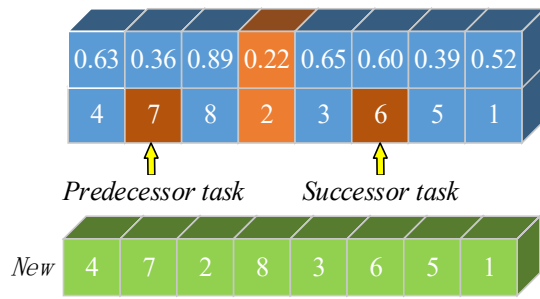 0.63 0.36 0.89 0.22 0.65 0.60 0.39 0.52
4 7 8 2 3 6 5 1
Predecessor task Successor task
New 4 7 2 8 3 6 5 1